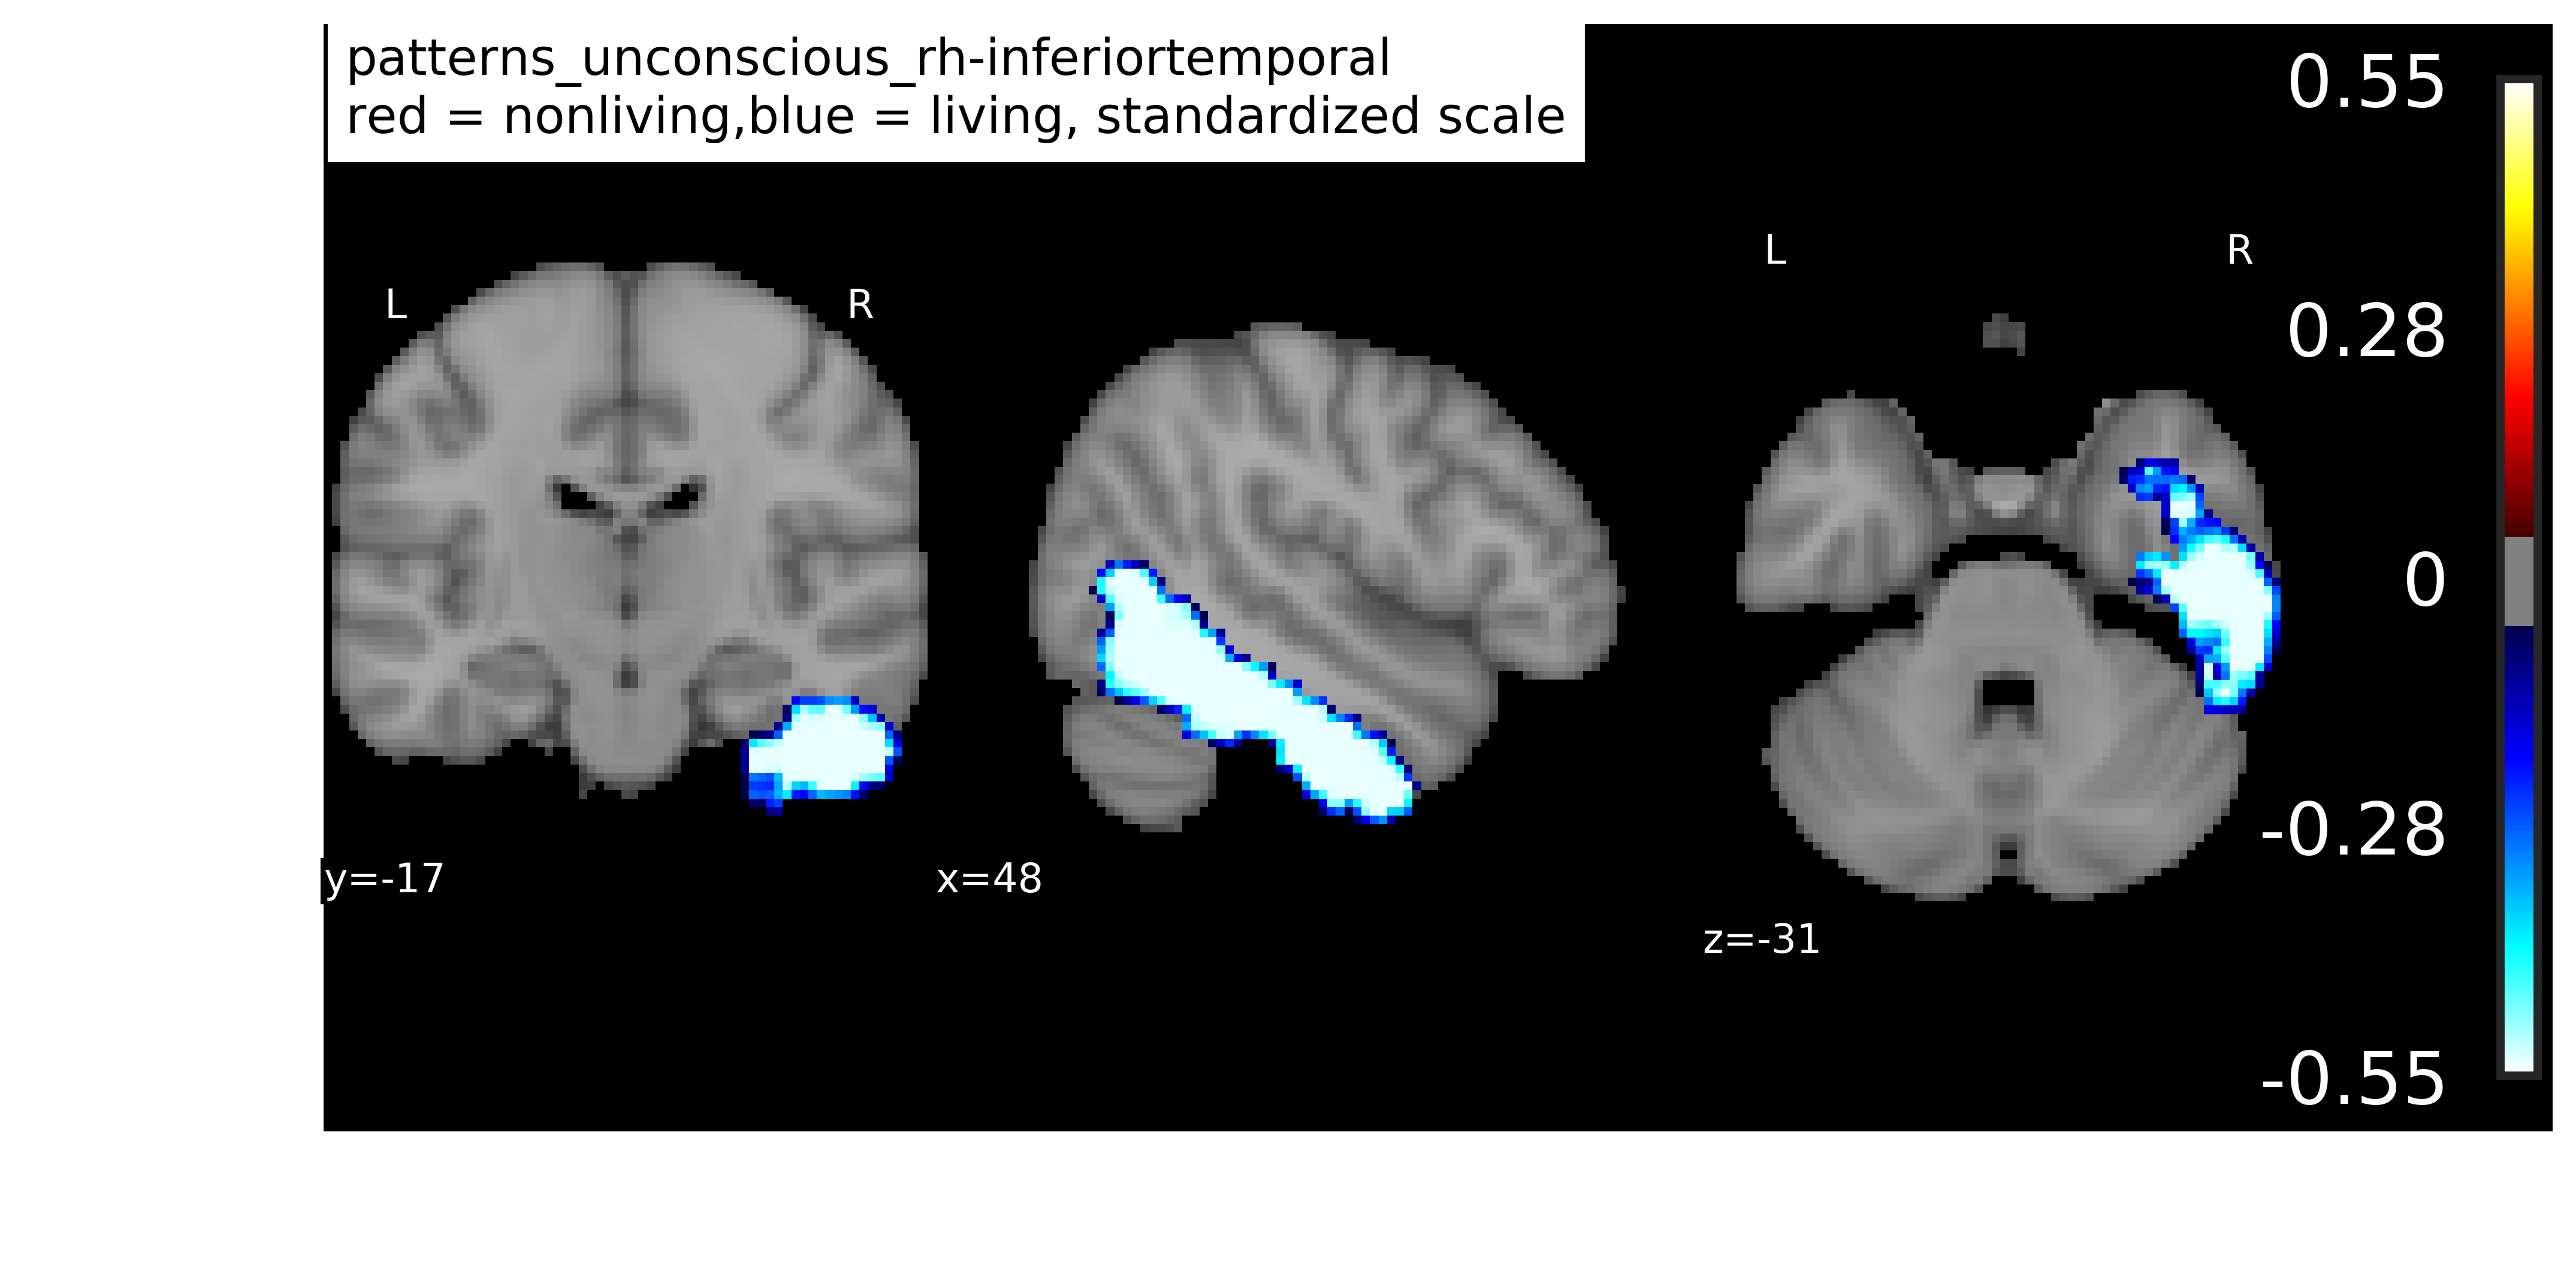 patterns_unconscious_rh-inferiortemporal
red = nonliving,blue = living, standardized scale
L R
L R
y=-17
x=48
z=-31
0.55
0.28
0
-0.28
-0.55